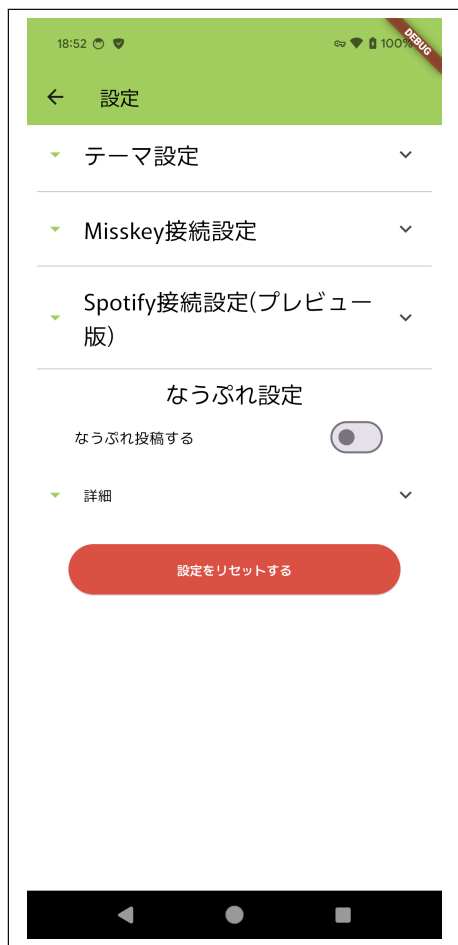 18:52 100%
DEBUG
設定
テーマ設定
Misskey接続設定
Spotify接続設定(プレビュー
版)
なうぷれ設定
なうぷれ投稿する
詳細
設定をリセットする